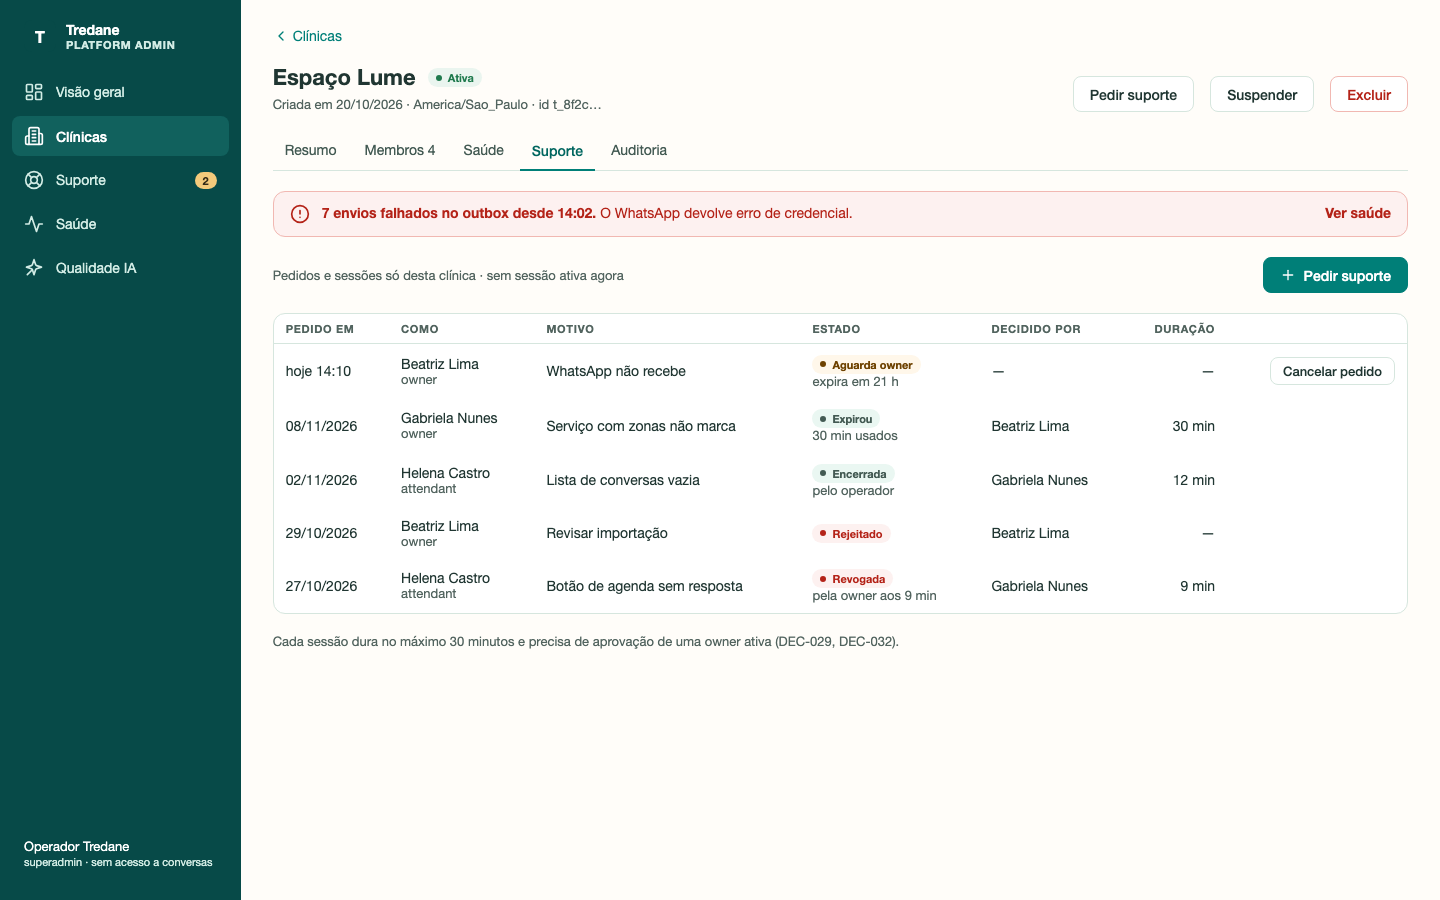 T
Tredane
PLATFORM ADMIN
Visão geral
Clínicas
Suporte
2
Saúde
Qualidade IA
Operador Tredane
superadmin · sem acesso a conversas
Clínicas
Espaço Lume
Ativa
Criada em 20/10/2026 · America/Sao_Paulo · id t_8f2c…
Pedir suporte
Suspender
Excluir
Resumo
Membros 4
Saúde
Suporte
Auditoria
7 envios falhados no outbox desde 14:02. O WhatsApp devolve erro de credencial.
Ver saúde
Pedidos e sessões só desta clínica · sem sessão ativa agora
+ Pedir suporte
PEDIDO EM COMO MOTIVO ESTADO DECIDIDO POR DURAÇÃO
hoje 14:10
Beatriz Lima
owner
WhatsApp não recebe
Aguarda owner
expira em 21 h
—
—
Cancelar pedido
08/11/2026
Gabriela Nunes
owner
Serviço com zonas não marca
Expirou
30 min usados
Beatriz Lima
30 min
02/11/2026
Helena Castro
attendant
Lista de conversas vazia
Encerrada
pelo operador
Gabriela Nunes
12 min
29/10/2026
Beatriz Lima
owner
Revisar importação
Rejeitado
Beatriz Lima
—
27/10/2026
Helena Castro
attendant
Botão de agenda sem resposta
Revogada
pela owner aos 9 min
Gabriela Nunes
9 min
Cada sessão dura no máximo 30 minutos e precisa de aprovação de uma owner ativa (DEC-029, DEC-032).